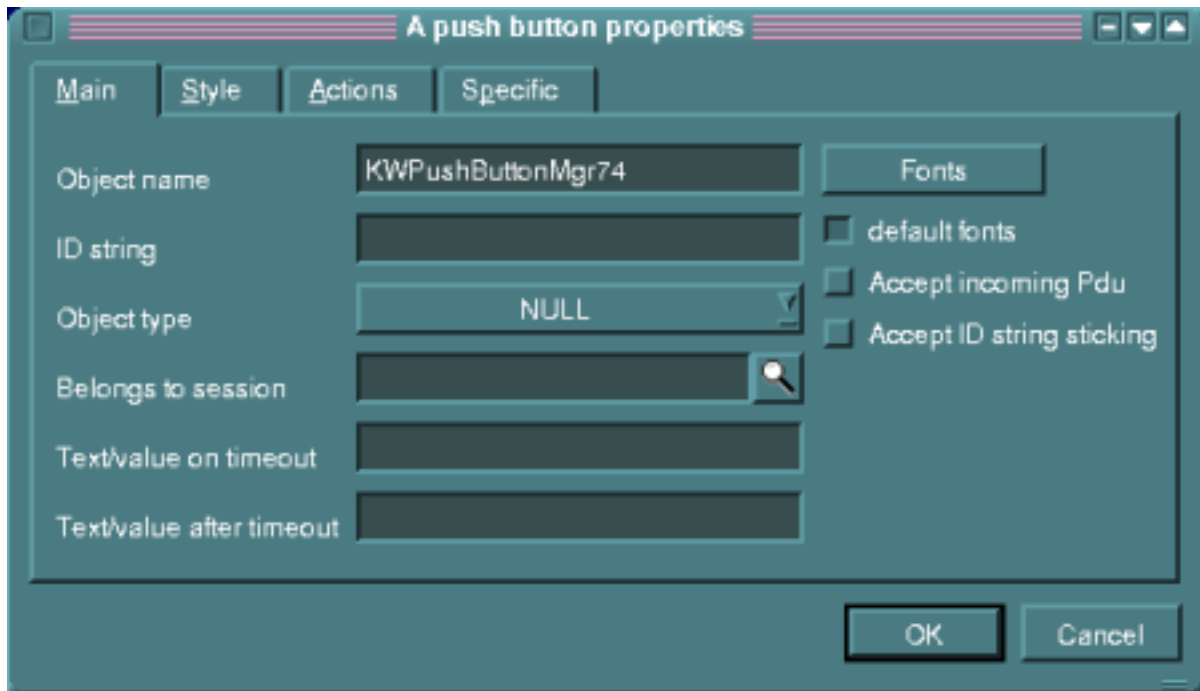 A push button properties
Main Style Actions Specific
Object name KWPushButtonMgr74 Fonts
ID string default fonts
Accept incoming Pdu
Object type NULL
Accept ID string sticking
Belongs to session
Text/value on timeout
Text/value after timeout
OK Cancel